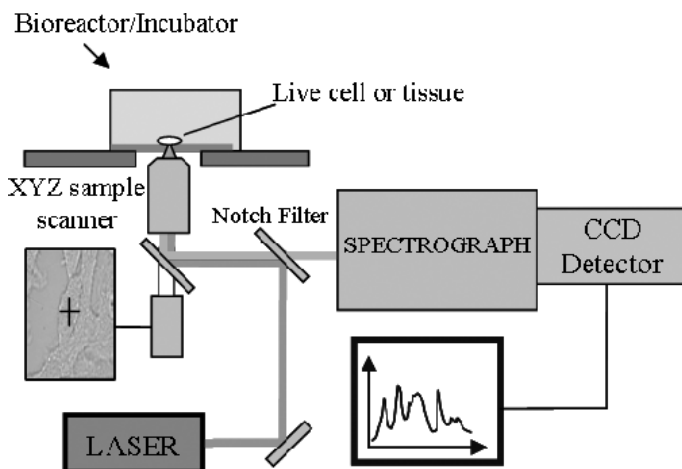 Bioreactor/Incubator
Live cell or tissue
XYZ sample
scanner
Notch Filter
SPECTROGRAPH
CCD
Detector
LASER